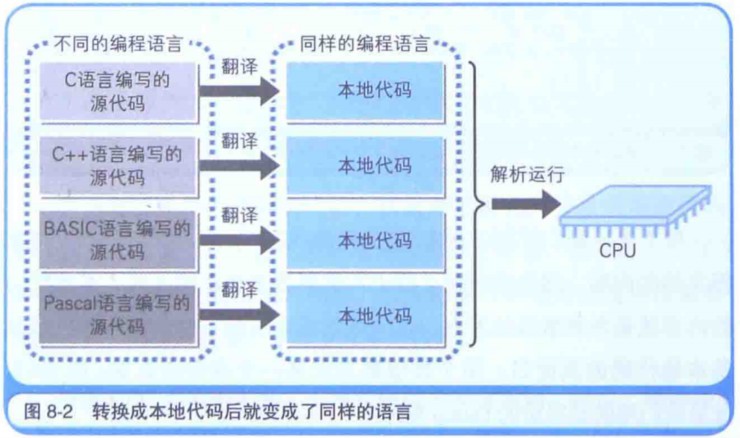 不同的编程语言
同样的编程语言
C语言编写的
源代码
翻译
本地代码
C++语言编写的
源代码
翻译
本地代码
BASIC语言编写的
源代码
翻译
本地代码
Pascal语言编写的
源代码
翻译
本地代码
解析运行
CPU
图 8-2 转换成本地代码后就变成了同样的语言